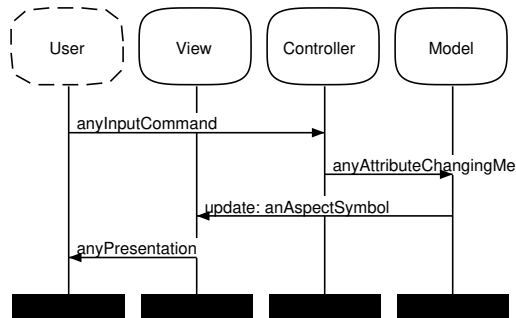 User
View
Controller
Model
anyInputCommand
anyAttributeChangingMe
update: anAspectSymbol
anyPresentation